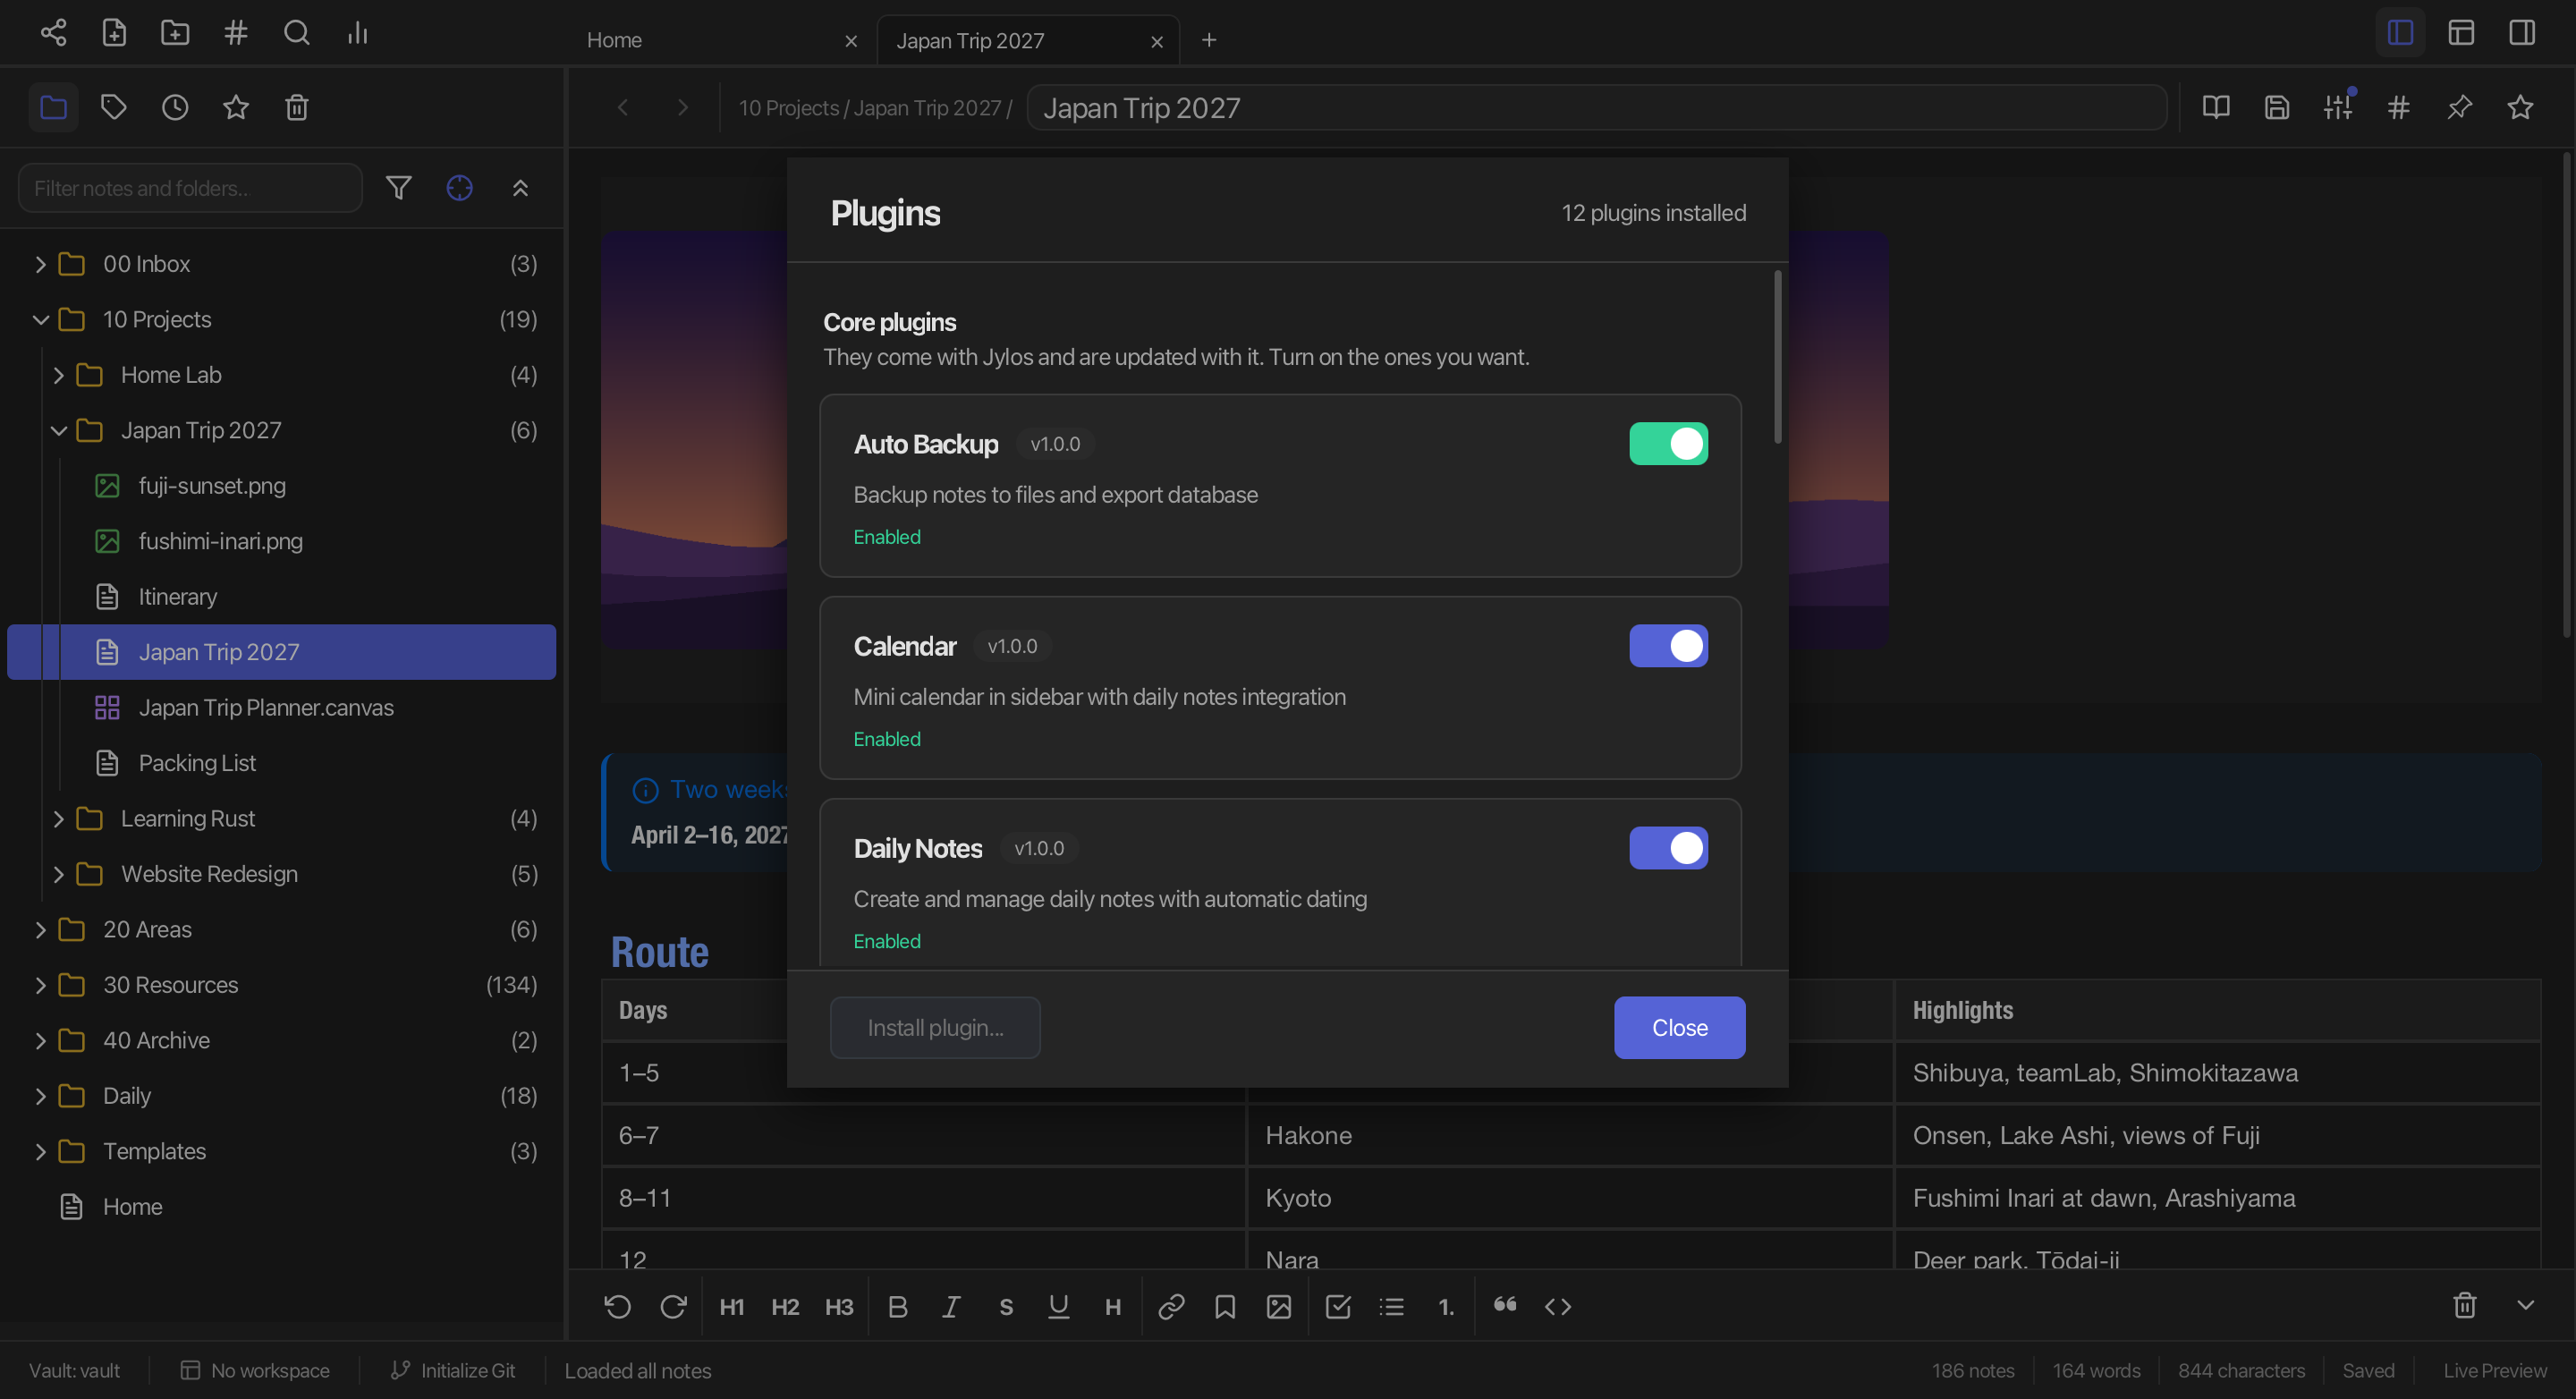 Home
Japan Trip 2027
10 Projects / Japan Trip 2027 /
Japan Trip 2027
Filter notes and folders...
00 Inbox (3)
10 Projects (19)
Home Lab (4)
Japan Trip 2027 (6)
fuji-sunset.png
fushimi-inari.png
Itinerary
Japan Trip 2027
Japan Trip Planner.canvas
Packing List
Learning Rust (4)
Website Redesign (5)
20 Areas (6)
30 Resources (134)
40 Archive (2)
Daily (18)
Templates (3)
Home
Plugins
12 plugins installed
Core plugins
They come with Jylos and are updated with it. Turn on the ones you want.
Auto Backup v1.0.0
Backup notes to files and export database
Enabled
Calendar v1.0.0
Mini calendar in sidebar with daily notes integration
Enabled
Daily Notes v1.0.0
Create and manage daily notes with automatic dating
Enabled
Install plugin...
Close
Two weeks
April 2–16, 2027
Route
Days Highlights
1–5 Shibuya, teamLab, Shimokitazawa
6–7 Hakone Onsen, Lake Ashi, views of Fuji
8–11 Kyoto Fushimi Inari at dawn, Arashiyama
12 Nara Deer park, Tōdai-ji
H1 H2 H3 B I S U H 1.
Vault: vault
No workspace
Initialize Git
Loaded all notes
186 notes
164 words
844 characters
Saved
Live Preview